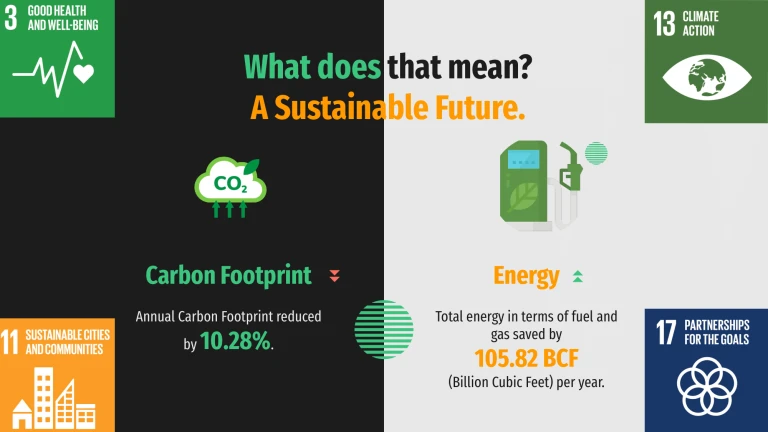 3 GOOD HEALTH
AND WELL-BEING
13 CLIMATE
ACTION
What does that mean?
A Sustainable Future.
CO2
Carbon Footprint
Annual Carbon Footprint reduced
by 10.28%.
Energy
Total energy in terms of fuel and
gas saved by
105.82 BCF
(Billion Cubic Feet) per year.
11 SUSTAINABLE CITIES
AND COMMUNITIES
17 PARTNERSHIPS
FOR THE GOALS